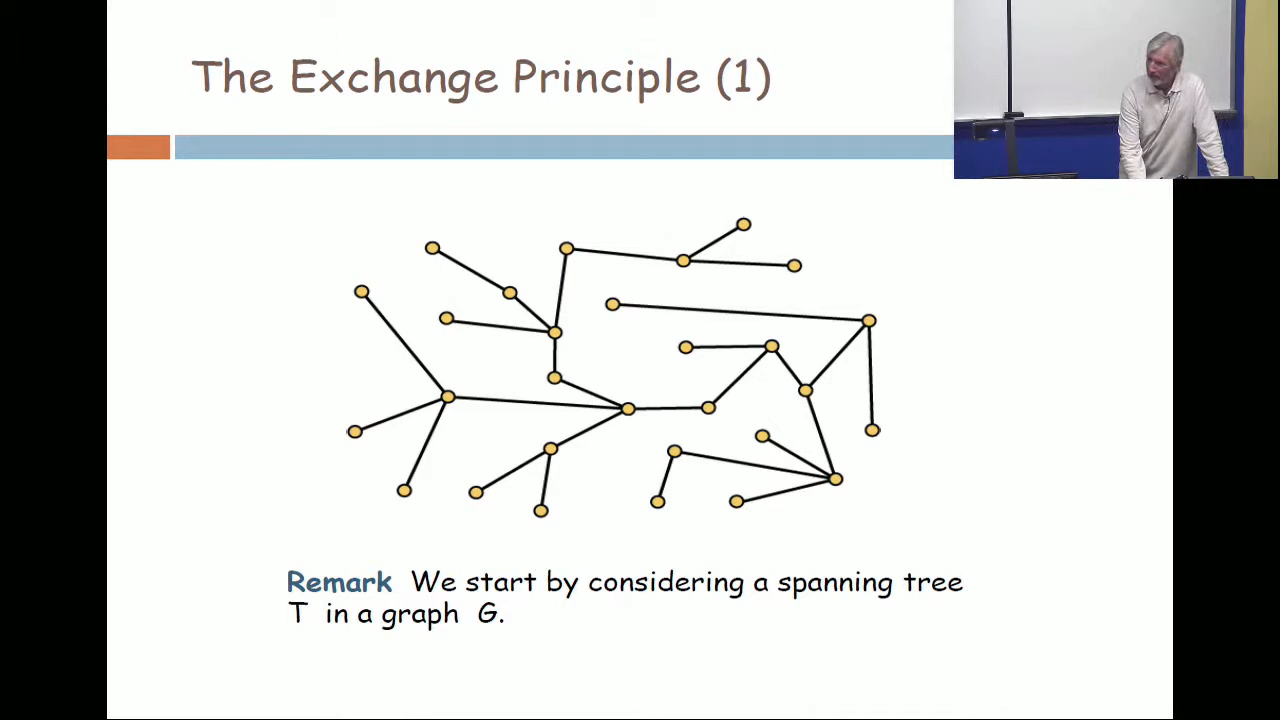 The Exchange Principle (1)
Remark We start by considering a spanning tree
T in a graph G.